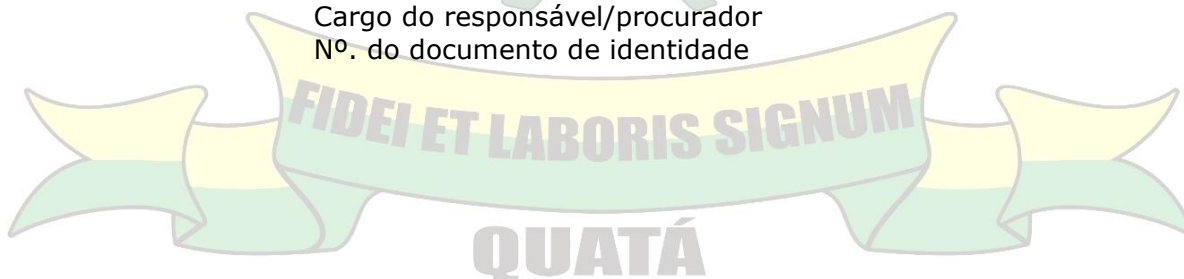 Cargo do responsável/procurador
Nº. do documento de identidade
FIDEI ET LABORIS SIGNUM
QUATÁ